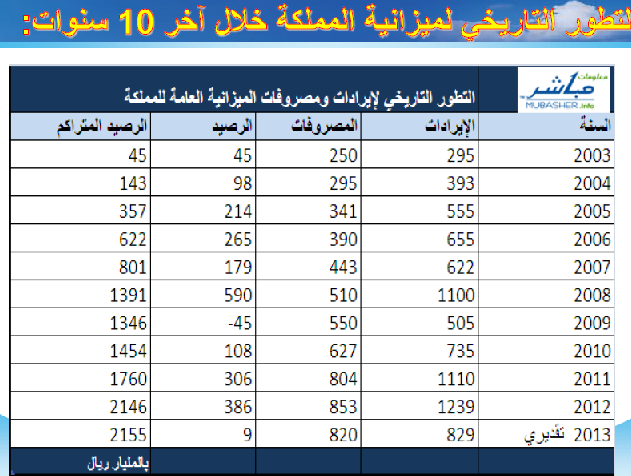 التطور التاريخي لميزانية المملكة خلال آخر 10 سنوات:
معلومات
مباشر
MUBASHER.info
التطور التاريخي لإيرادات ومصروفات الميزانية العامة للمملكة
السنة الإيرادات المصروفات الرصيد الرصيد المتراكم
2003 295 250 45 45
2004 393 295 98 143
2005 555 341 214 357
2006 655 390 265 622
2007 622 443 179 801
2008 1100 510 590 1391
2009 505 550 -45 1346
2010 735 627 108 1454
2011 1110 804 306 1760
2012 1239 853 386 2146
2013 تقديري 829 820 9 2155
بالمليار ريال